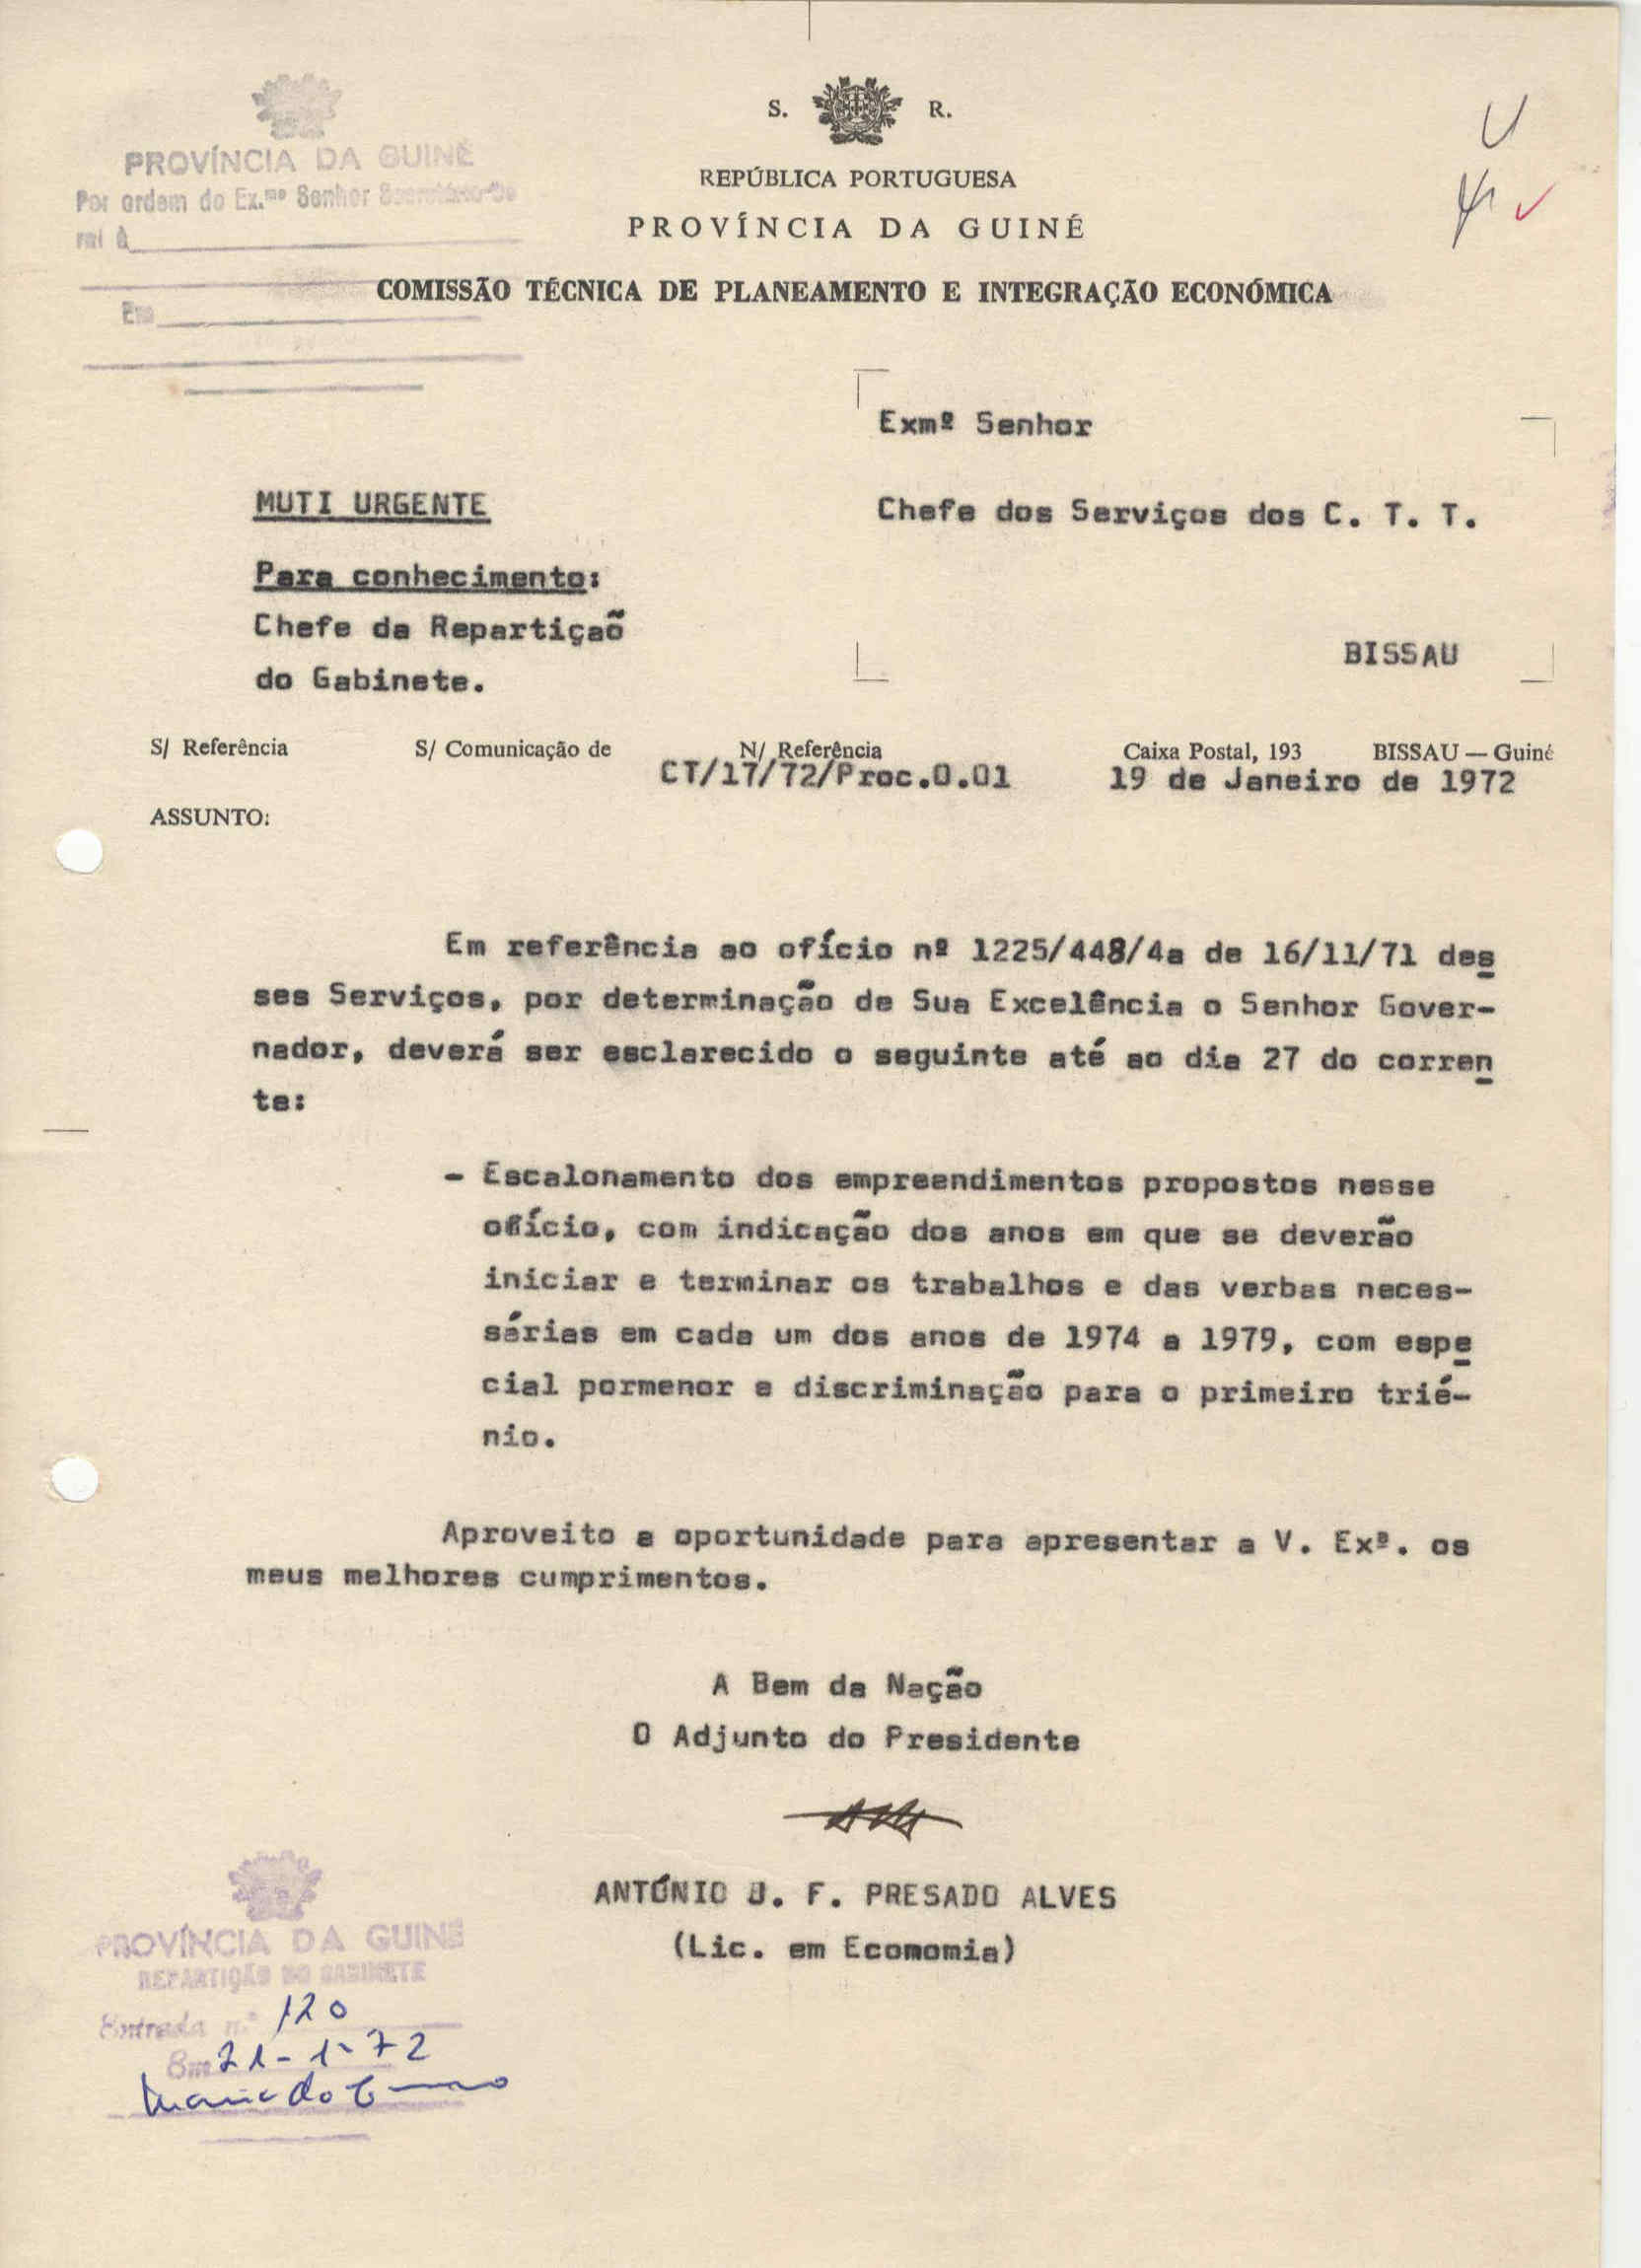 PROVÍNCIA DA GUINÉ
Por ordem do Ex.mo Senhor Secretário-Ge
ral à
Em
S. R.
REPÚBLICA PORTUGUESA
PROVÍNCIA DA GUINÉ
COMISSÃO TÉCNICA DE PLANEAMENTO E INTEGRAÇÃO ECONÓMICA
Exmº Senhor
Chefe dos Serviços dos C. T. T.
BISSAU
MUTI URGENTE
Para conhecimento:
Chefe da Repartiçaõ
do Gabinete.
S/ Referência S/ Comunicação de N/ Referência Caixa Postal, 193 BISSAU — Guiné
CT/17/72/Proc.0.01 19 de Janeiro de 1972
ASSUNTO:
Em referência ao ofício nº 1225/448/4a de 16/11/71 des
ses Serviços, por determinação de Sua Excelência o Senhor Gover-
nador, deverá ser esclarecido o seguinte até ao dia 27 do corren
te:
- Escalonamento dos empreendimentos propostos nesse
ofício, com indicação dos anos em que se deverão
iniciar e terminar os trabalhos e das verbas neces-
sárias em cada um dos anos de 1974 a 1979, com espe
cial pormenor e discriminação para o primeiro trié-
nio.
Aproveito a oportunidade para apresentar a V. Exª. os
meus melhores cumprimentos.
A Bem da Nação
O Adjunto do Presidente
ANTÓNIO J. F. PRESADO ALVES
(Lic. em Ecomomia)
PROVÍNCIA DA GUINÉ
REPARTIÇÃO DO GABINETE
Entrada n.º 120
Em 21-1-72